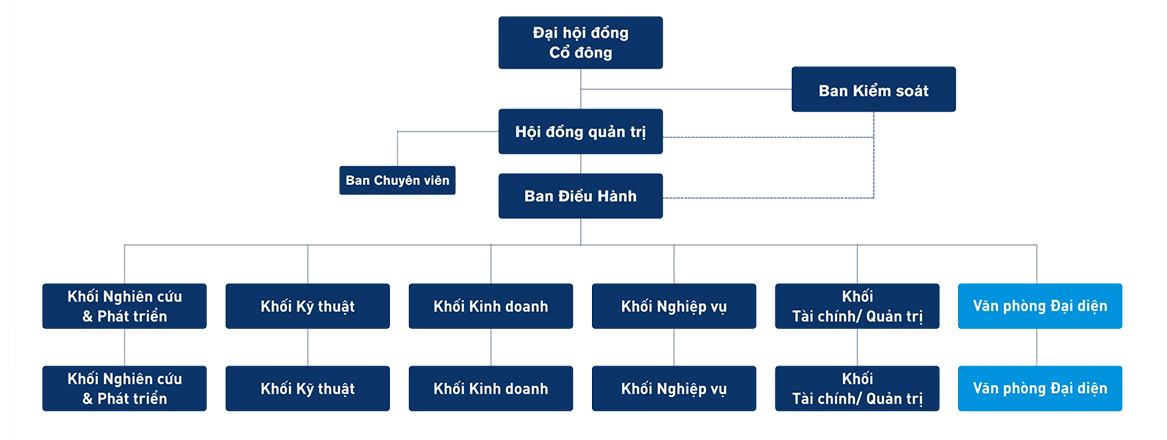 Đại hội đồng
Cổ đông
Ban Kiểm soát
Hội đồng quản trị
Ban Chuyên viên
Ban Điều Hành
Khối Nghiên cứu
& Phát triển
Khối Kỹ thuật
Khối Kinh doanh
Khối Nghiệp vụ
Khối
Tài chính/ Quản trị
Văn phòng Đại diện
Khối Nghiên cứu
& Phát triển
Khối Kỹ thuật
Khối Kinh doanh
Khối Nghiệp vụ
Khối
Tài chính/ Quản trị
Văn phòng Đại diện